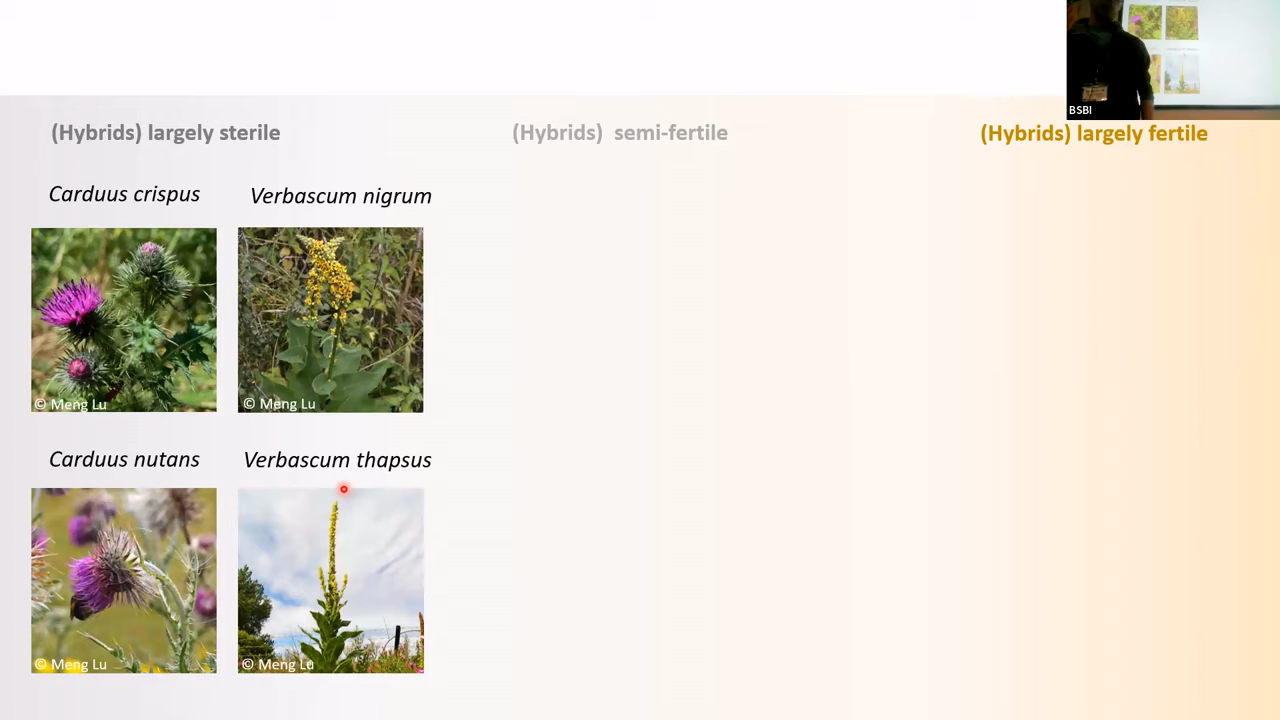 BSBI
(Hybrids) largely sterile
(Hybrids) semi-fertile
(Hybrids) largely fertile
Carduus crispus
Verbascum nigrum
© Meng Lu
© Meng Lu
Carduus nutans
Verbascum thapsus
© Meng Lu
© Meng Lu